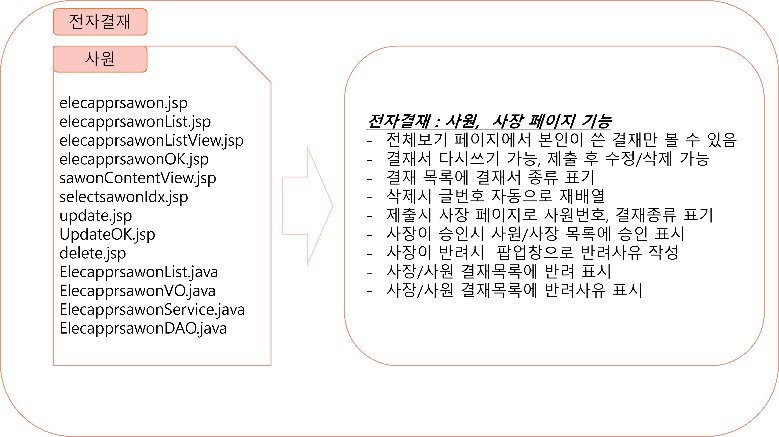 전자결재
사원
elecapprsawon.jsp
elecapprsawonList.jsp
elecapprsawonListView.jsp
elecapprsawonOK.jsp
sawonContentView.jsp
selectsawonIdx.jsp
update.jsp
UpdateOK.jsp
delete.jsp
ElecapprsawonList.java
ElecapprsawonVO.java
ElecapprsawonService.java
ElecapprsawonDAO.java
전자결재 : 사원, 사장 페이지 기능
- 전체보기 페이지에서 본인이 쓴 결재만 볼 수 있음
- 결재서 다시쓰기 가능, 제출 후 수정/삭제 가능
- 결재 목록에 결재서 종류 표기
- 삭제시 글번호 자동으로 재배열
- 제출시 사장 페이지로 사원번호, 결재종류 표기
- 사장이 승인시 사원/사장 목록에 승인 표시
- 사장이 반려시 팝업창으로 반려사유 작성
- 사장/사원 결재목록에 반려 표시
- 사장/사원 결재목록에 반려사유 표시